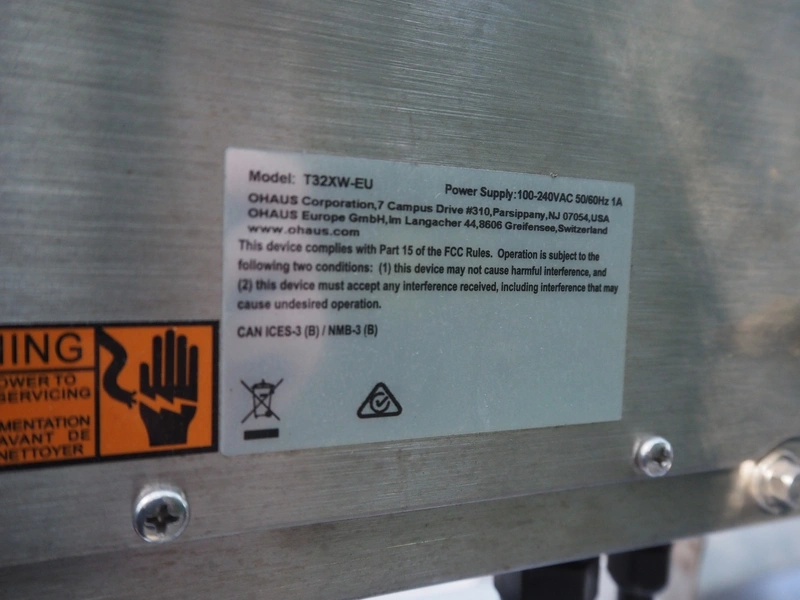 Model: T32XW-EU
Power Supply:100-240VAC 50/60Hz 1A
OHAUS Corporation,7 Campus Drive #310,Parsippany,NJ 07054,USA
OHAUS Europe GmbH,Im Langacher 44,8606 Greifensee,Switzerland
www.ohaus.com
This device complies with Part 15 of the FCC Rules. Operation is subject to the
following two conditions: (1) this device may not cause harmful interference, and
(2) this device must accept any interference received, including interference that may
cause undesired operation.
CAN ICES-3 (B) / NMB-3 (B)
NING
OWER TO
SERVICING
MENTATION
AVANT DE
NETTOYER